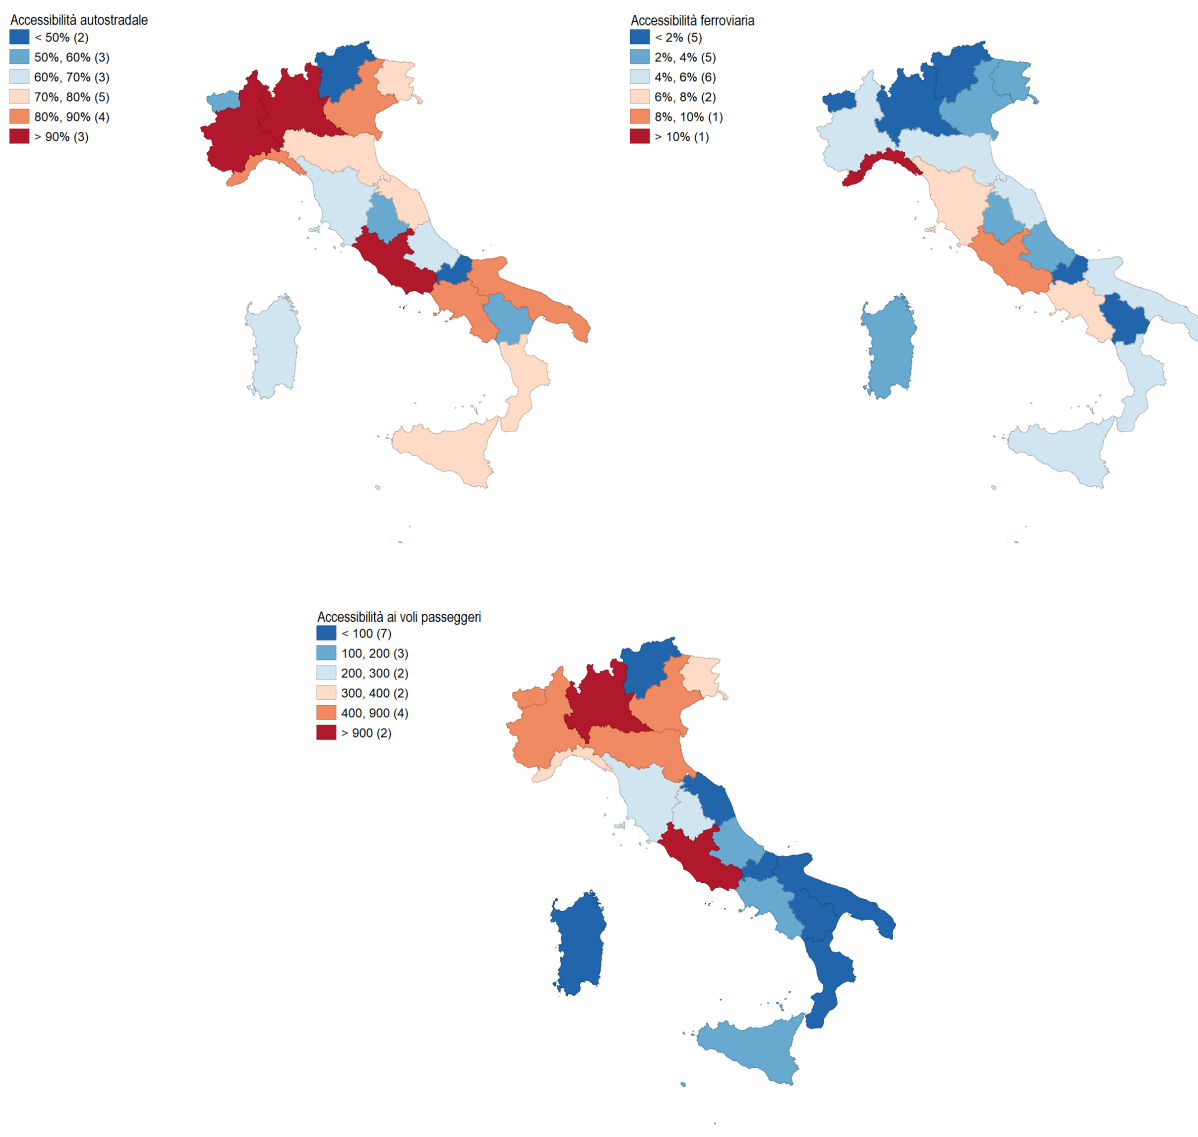 Accessibilità autostradale
< 50% (2)
50%, 60% (3)
60%, 70% (3)
70%, 80% (5)
80%, 90% (4)
> 90% (3)
Accessibilità ferroviaria
< 2% (5)
2%, 4% (5)
4%, 6% (6)
6%, 8% (2)
8%, 10% (1)
> 10% (1)
Accessibilità ai voli passeggeri
< 100 (7)
100, 200 (3)
200, 300 (2)
300, 400 (2)
400, 900 (4)
> 900 (2)